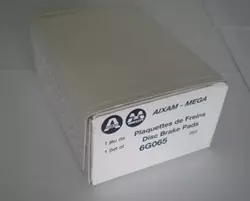 AIXAM - MEGA
Plaquettes de Freins
1 jeu de
Disc Brake Pads
1 Set of
6G065